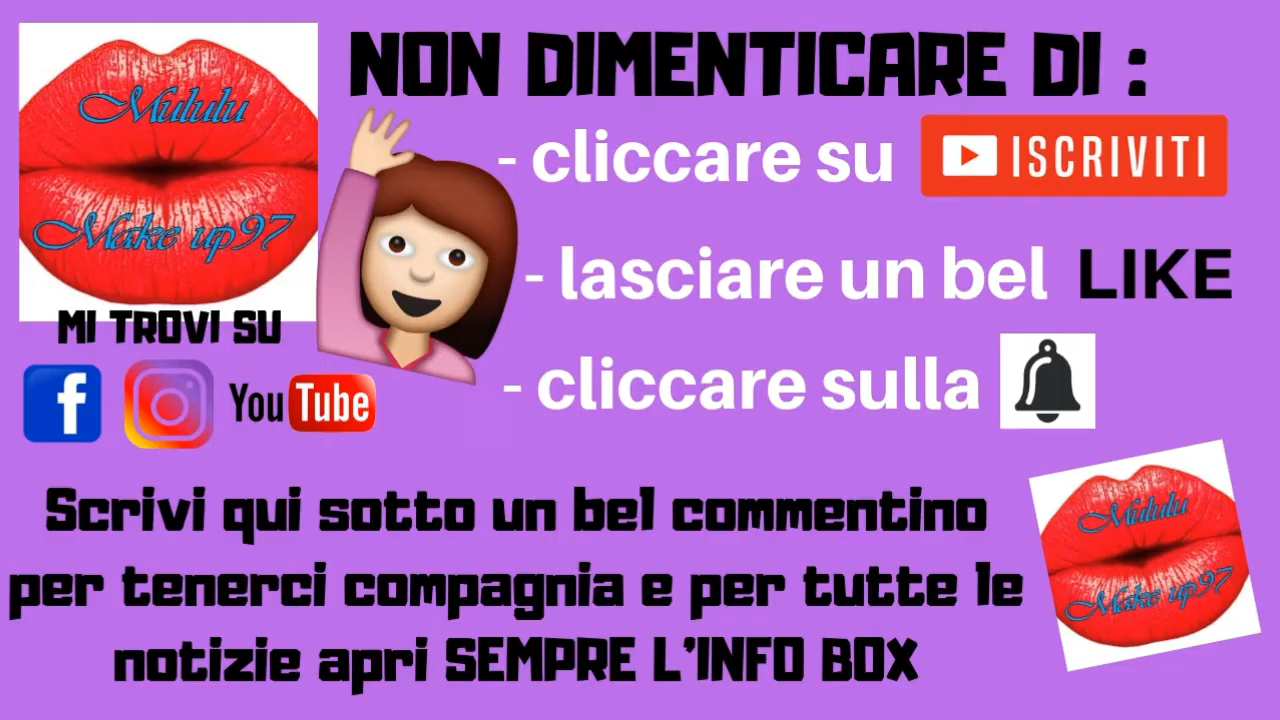 NON DIMENTICARE DI :
Mululu
Make up97
- cliccare su ISCRIVITI
- lasciare un bel LIKE
- cliccare sulla
MI TROVI SU
f
You Tube
Scrivi qui sotto un bel commentino
per tenerci compagnia e per tutte le
notizie apri SEMPRE L'INFO BOX
Mululu
Make up97